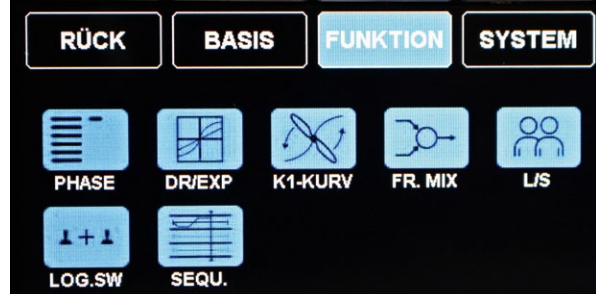 RÜCK BASIS FUNKTION SYSTEM
PHASE DR/EXP K1-KURV FR. MIX L/S
LOG.SW SEQU.